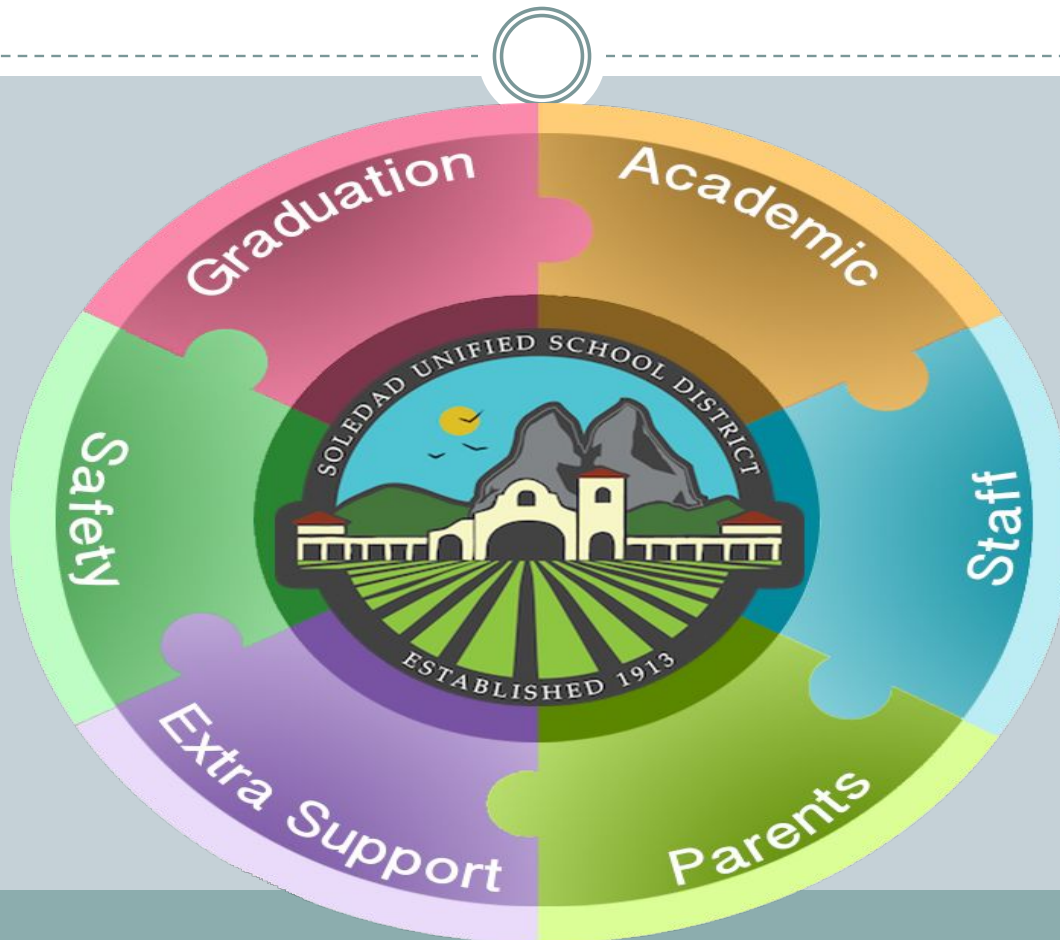 Graduation
Academic
Staff
Parents
Extra Support
Safety
SOLEDAD UNIFIED SCHOOL DISTRICT
ESTABLISHED 1913